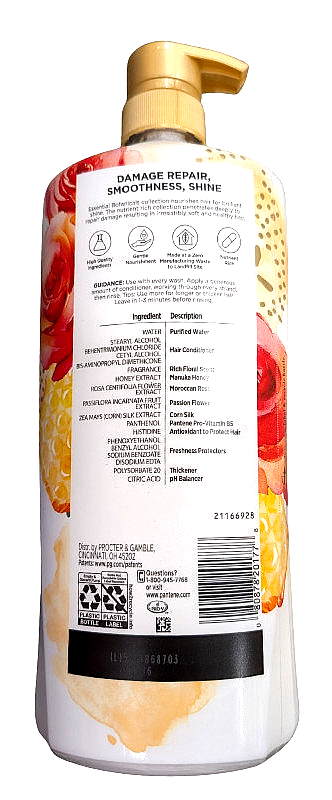 DAMAGE REPAIR,
SMOOTHNESS, SHINE
Essential Botanicals collection nourishes hair for brilliant
shine. The nutrient rich collection penetrates deeply to
repair damage resulting in irresistibly soft and healthy hair.
High Quality
Ingredients
Gentle
Nourishment
Made at a Zero
Manufacturing Waste
to Landfill Site
Nutrient
Rich
GUIDANCE: Use with every wash. Apply a generous
amount of conditioner, working through every strand,
then rinse. Tips: Use more for longer or thicker hair.
Leave in 1-3 minutes before rinsing.
Ingredient Description
WATER Purified Water
STEARYL ALCOHOL
BEHENTRIMONIUM CHLORIDE
CETYL ALCOHOL
BIS-AMINOPROPYL DIMETHICONE
Hair Conditioner
FRAGRANCE Rich Floral Scent
HONEY EXTRACT Manuka Honey
ROSA CENTIFOLIA FLOWER
EXTRACT
Moroccan Rose
PASSIFLORA INCARNATA FRUIT
EXTRACT
Passion Flower
ZEA MAYS (CORN) SILK EXTRACT Corn Silk
PANTHENOL Pantene Pro-Vitamin B5
HISTIDINE Antioxidant to Protect Hair
PHENOXYETHANOL
BENZYL ALCOHOL
SODIUM BENZOATE
DISODIUM EDTA
Freshness Protectors
POLYSORBATE 20 Thickener
CITRIC ACID pH Balancer
21166928
Distr. by PROCTER & GAMBLE,
CINCINNATI, OH 45202
Patents: www.pg.com/patents
PLASTIC
BOTTLE
PLASTIC
LABEL
how2recycle.info
Questions?
1-800-945-7768
or visit
www.pantene.com
PRO-V
0 80878 20177 8